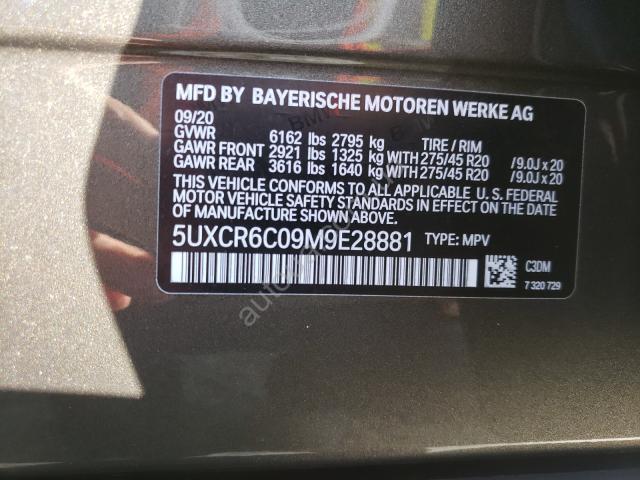 MFD BY BAYERISCHE MOTOREN WERKE AG
09/20
GVWR 6162 lbs 2795 kg TIRE / RIM
GAWR FRONT 2921 lbs 1325 kg WITH 275/45 R20 /9.0J x 20
GAWR REAR 3616 lbs 1640 kg WITH 275/45 R20 /9.0J x 20
THIS VEHICLE CONFORMS TO ALL APPLICABLE U.S. FEDERAL
MOTOR VEHICLE SAFETY STANDARDS IN EFFECT ON THE DATE
OF MANUFACTURE SHOWN ABOVE.
5UXCR6C09M9E28881 TYPE: MPV
C3DM
7 320 729